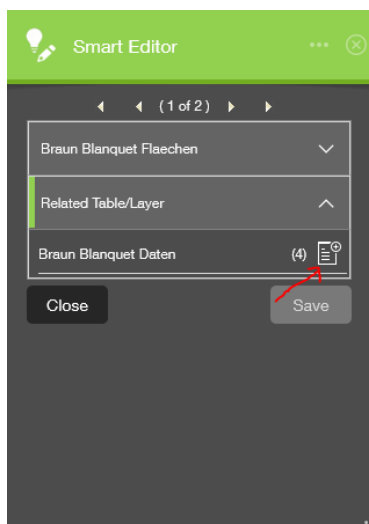 Smart Editor
(1 of 2)
Braun Blanquet Flaechen
Related Table/Layer
Braun Blanquet Daten (4)
Close Save